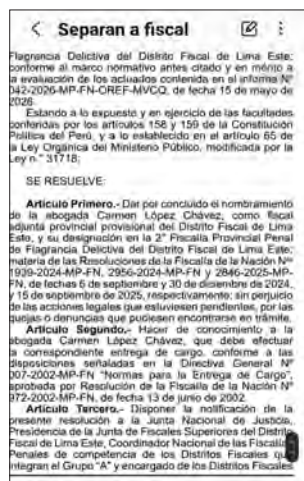 Separan a fiscal
Flagrancia Delictiva del Distrito Fiscal de Lima Este;
conforme al marco normativo antes citado y en mérito a
la evaluación de los actuados contenida en el informe N°
042-2026-MP-FN-OREF-MVCQ, de fecha 15 de mayo de
2026.
Estando a lo expuesto y en ejercicio de las facultades
conferidas por los artículos 158 y 159 de la Constitución
Política del Perú, y a lo establecido en el artículo 65 de
la Ley Orgánica del Ministerio Público, modificada por la
Ley n.° 31718;
SE RESUELVE:
Artículo Primero.- Dar por concluido el nombramiento
de la abogada Carmen López Chávez, como fiscal
adjunta provincial provisional del Distrito Fiscal de Lima
Este, y su designación en la 2° Fiscalía Provincial Penal
de Flagrancia Delictiva del Distrito Fiscal de Lima Este,
materia de las Resoluciones de la Fiscalía de la Nación N°
1939-2024-MP-FN, 2956-2024-MP-FN y 2846-2025-MP-
FN, de fechas 6 de septiembre y 30 de diciembre de 2024,
y 15 de septiembre de 2025, respectivamente; sin perjuicio
de las acciones legales que estuviesen pendientes, por las
quejas o denuncias que pudiesen encontrarse en trámite.
Artículo Segundo.- Hacer de conocimiento a la
abogada Carmen López Chávez, que debe efectuar
la correspondiente entrega de cargo, conforme a las
disposiciones señaladas en la Directiva General N°
007-2002-MP-FN "Normas para la Entrega de Cargo",
aprobada por Resolución de la Fiscalía de la Nación N°
972-2002-MP-FN, de fecha 13 de junio de 2002.
Artículo Tercero.- Disponer la notificación de la
presente resolución a la Junta Nacional de Justicia,
Presidencia de la Junta de Fiscales Superiores del Distrito
Fiscal de Lima Este, Coordinador Nacional de las Fiscalías
Penales de competencia de los Distritos Fiscales que
integran el Grupo "A" y encargado de los Distritos Fiscales